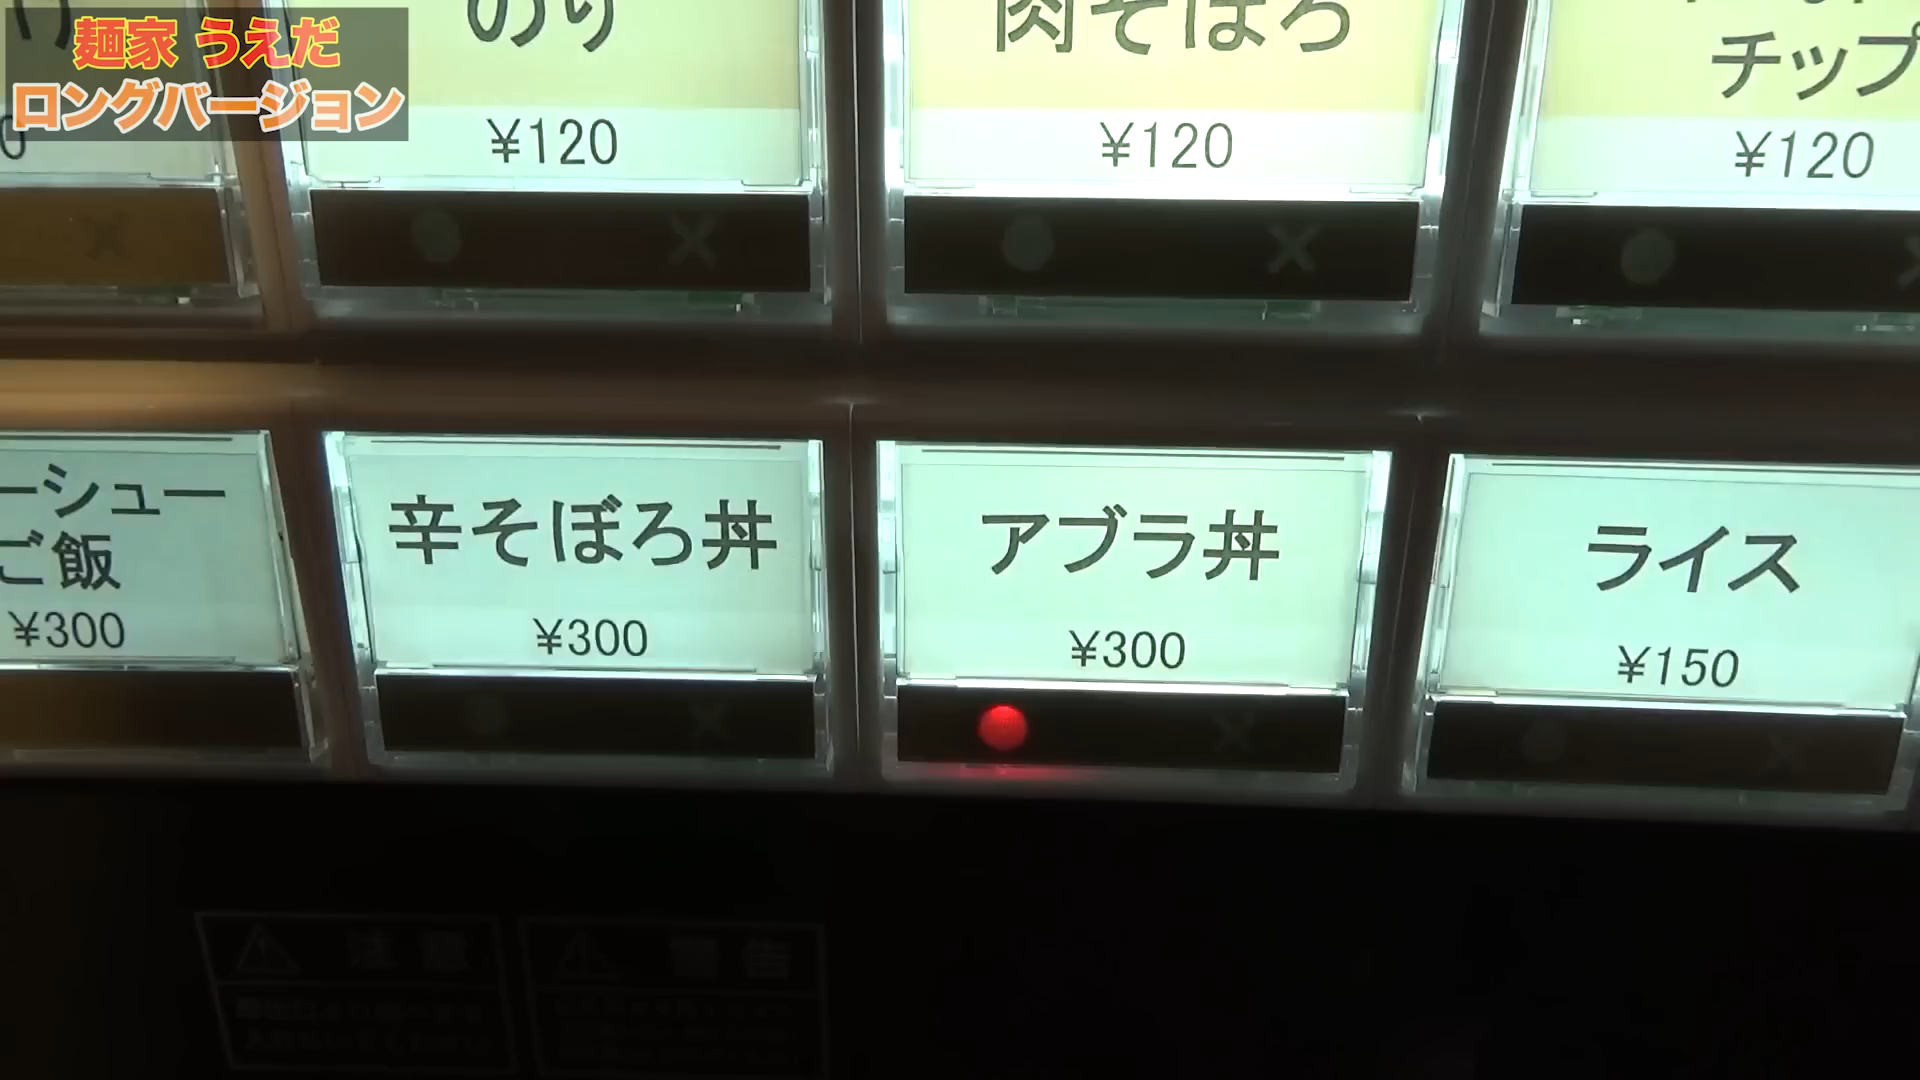 麺家 うえだ
ロングバージョン
のり
¥120
肉そぼろ
¥120
チップ
¥120
ーシュー
ご飯
¥300
辛そぼろ丼
¥300
アブラ丼
¥300
ライス
¥150
注意
警告